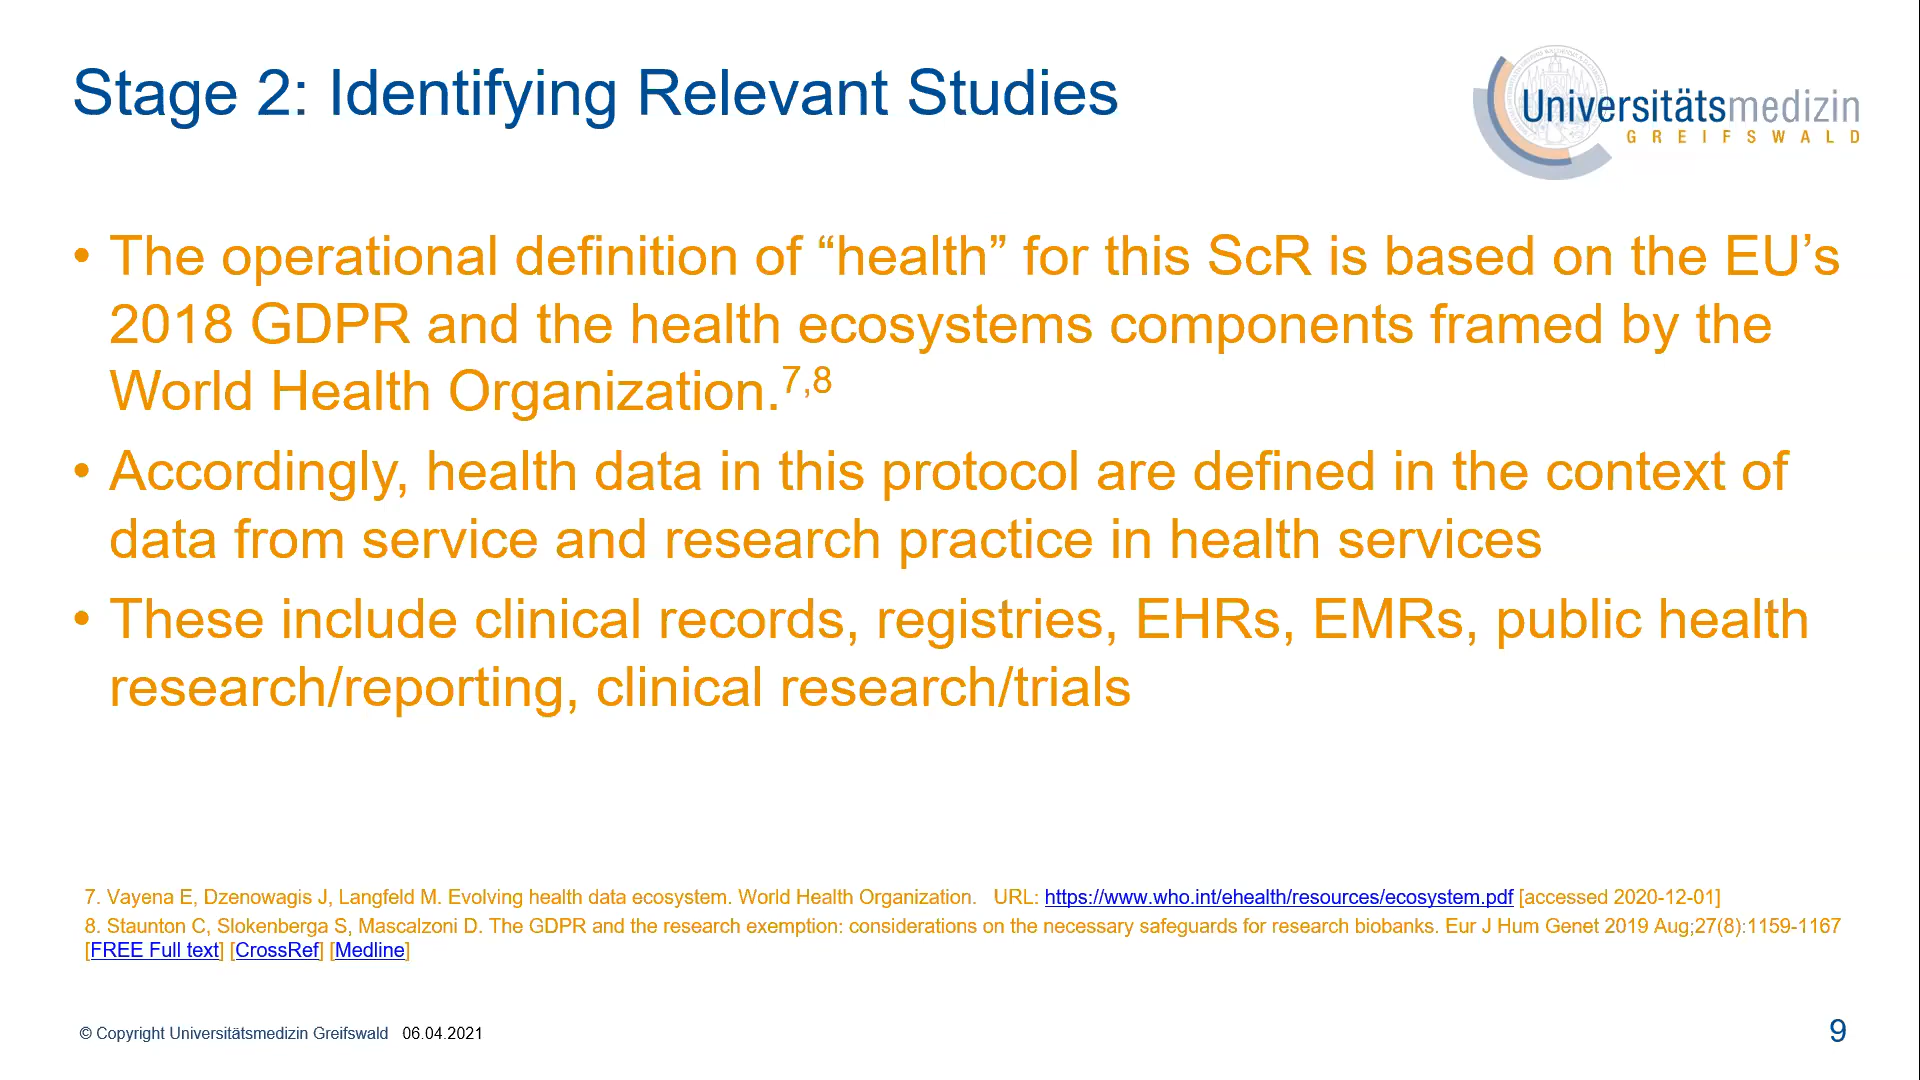 Stage 2: Identifying Relevant Studies
Universitätsmedizin
GREIFSWALD
• The operational definition of “health” for this ScR is based on the EU’s
2018 GDPR and the health ecosystems components framed by the
World Health Organization.7,8
• Accordingly, health data in this protocol are defined in the context of
data from service and research practice in health services
• These include clinical records, registries, EHRs, EMRs, public health
research/reporting, clinical research/trials
7. Vayena E, Dzenowagis J, Langfeld M. Evolving health data ecosystem. World Health Organization. URL: https://www.who.int/ehealth/resources/ecosystem.pdf [accessed 2020-12-01]
8. Staunton C, Slokenberga S, Mascalzoni D. The GDPR and the research exemption: considerations on the necessary safeguards for research biobanks. Eur J Hum Genet 2019 Aug;27(8):1159-1167
[FREE Full text] [CrossRef] [Medline]
© Copyright Universitätsmedizin Greifswald 06.04.2021
9